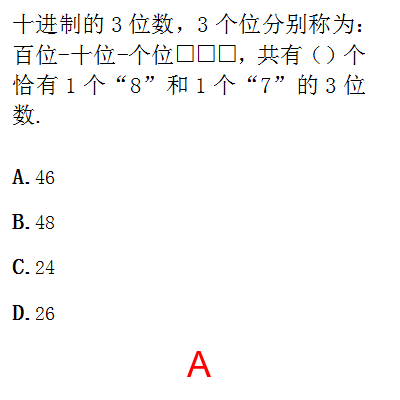 十进制的 3 位数，3 个位分别称为：
百位-十位-个位□□□，共有（）个
恰有 1 个“8”和 1 个“7”的 3 位
数.
A. 46
B. 48
C. 24
D. 26
A